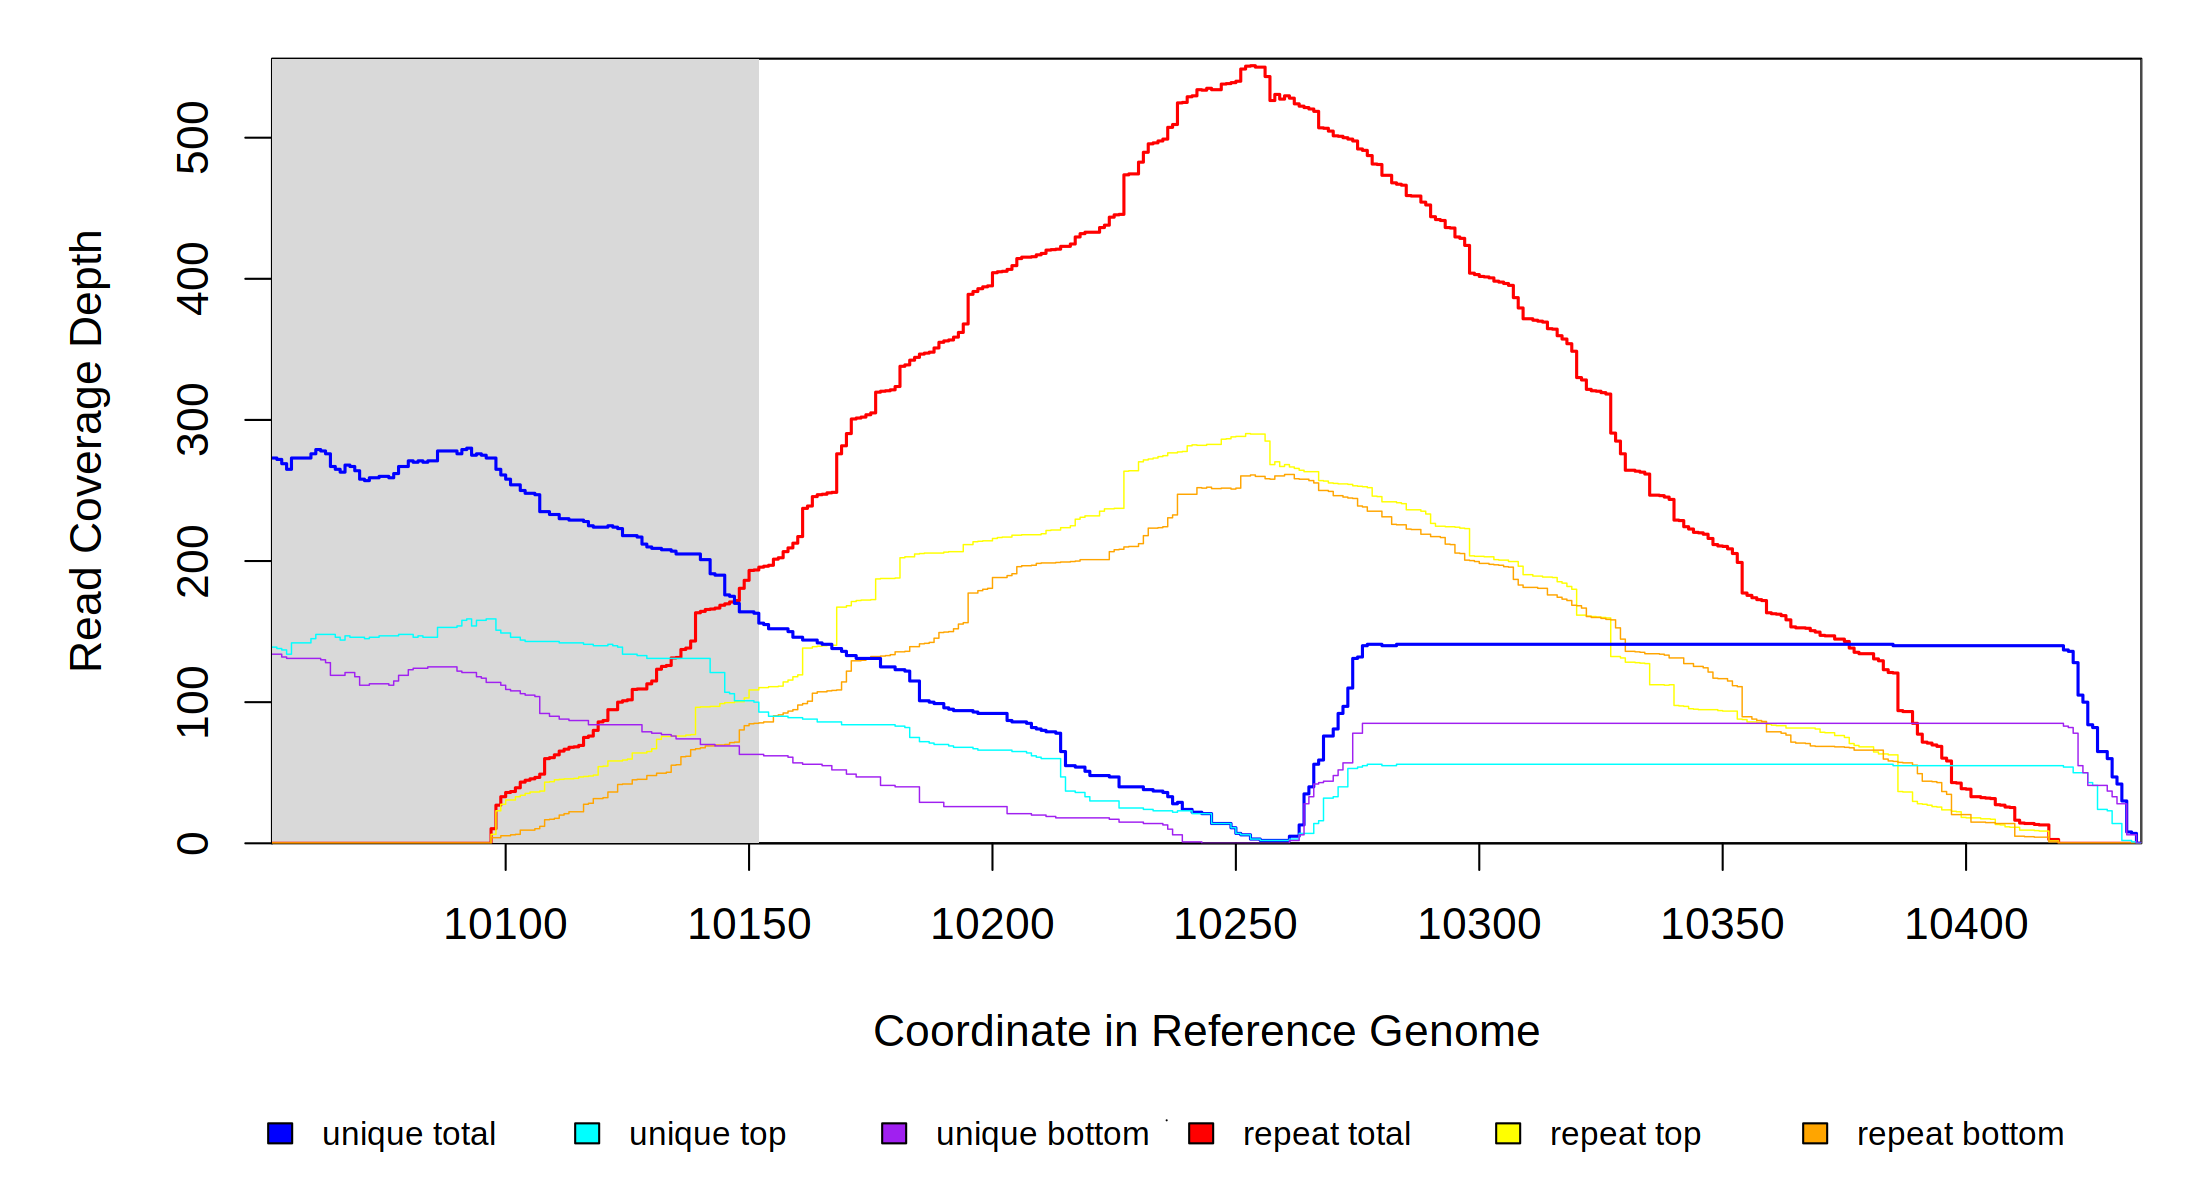 Read Coverage Depth
500
400
300
200
100
0
10100 10150 10200 10250 10300 10350 10400
Coordinate in Reference Genome
unique total unique top unique bottom repeat total repeat top repeat bottom